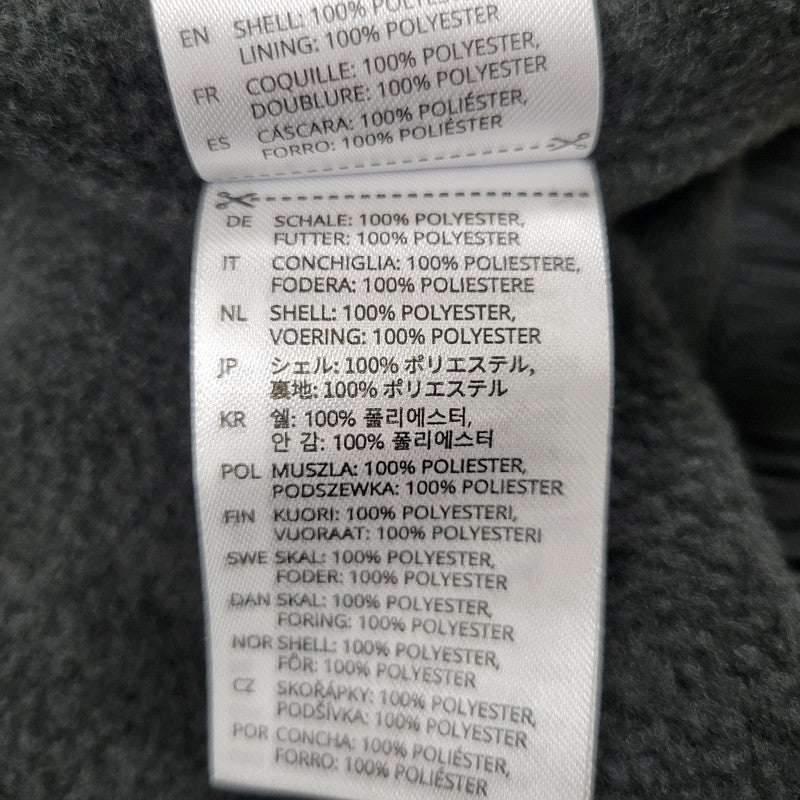 EN SHELL: 100% POLYESTER,
LINING: 100% POLYESTER
FR COQUILLE: 100% POLYESTER,
DOUBLURE: 100% POLYESTER
ES CÁSCARA: 100% POLIÉSTER,
FORRO: 100% POLIÉSTER
DE SCHALE: 100% POLYESTER,
FUTTER: 100% POLYESTER
IT CONCHIGLIA: 100% POLIESTERE,
FODERA: 100% POLIESTERE
NL SHELL: 100% POLYESTER,
VOERING: 100% POLYESTER
JP シェル: 100% ポリエステル,
裏地: 100% ポリエステル
KR 쉘: 100% 폴리에스터,
안 감: 100% 폴리에스터
POL MUSZLA: 100% POLIESTER,
PODSZEWKA: 100% POLIESTER
FIN KUORI: 100% POLYESTERI,
VUORAAT: 100% POLYESTERI
SWE SKAL: 100% POLYESTER,
FODER: 100% POLYESTER
DAN SKAL: 100% POLYESTER,
FORING: 100% POLYESTER
NOR SHELL: 100% POLYESTER,
FÔR: 100% POLYESTER
CZ SKOŘÁPKY: 100% POLYESTER,
PODŠÍVKA: 100% POLYESTER
POR CONCHA: 100% POLIÉSTER,
FORRO: 100% POLIÉSTER